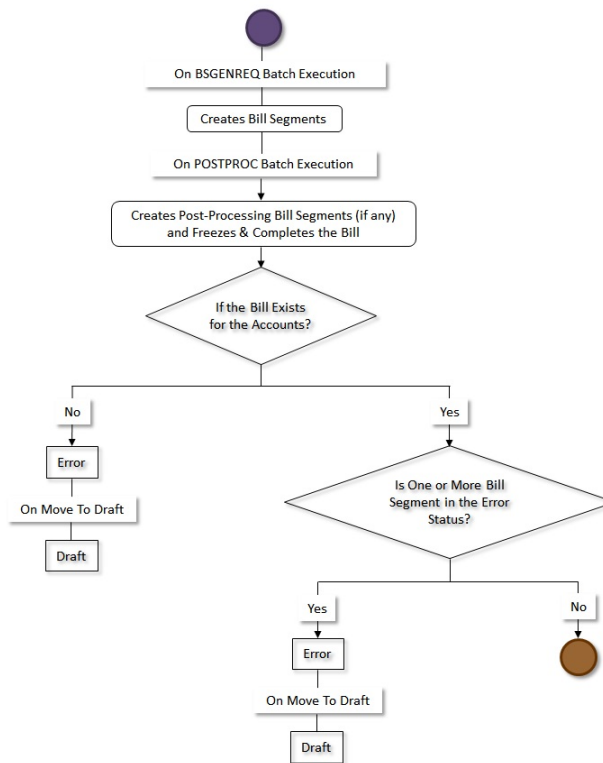 On BSGENREQ Batch Execution
Creates Bill Segments
On POSTPROC Batch Execution
Creates Post-Processing Bill Segments (if any)
and Freezes & Completes the Bill
If the Bill Exists
for the Accounts?
No
Yes
Error
Is One or More Bill
Segment in the Error
Status?
On Move To Draft
Draft
Yes
No
Error
On Move To Draft
Draft